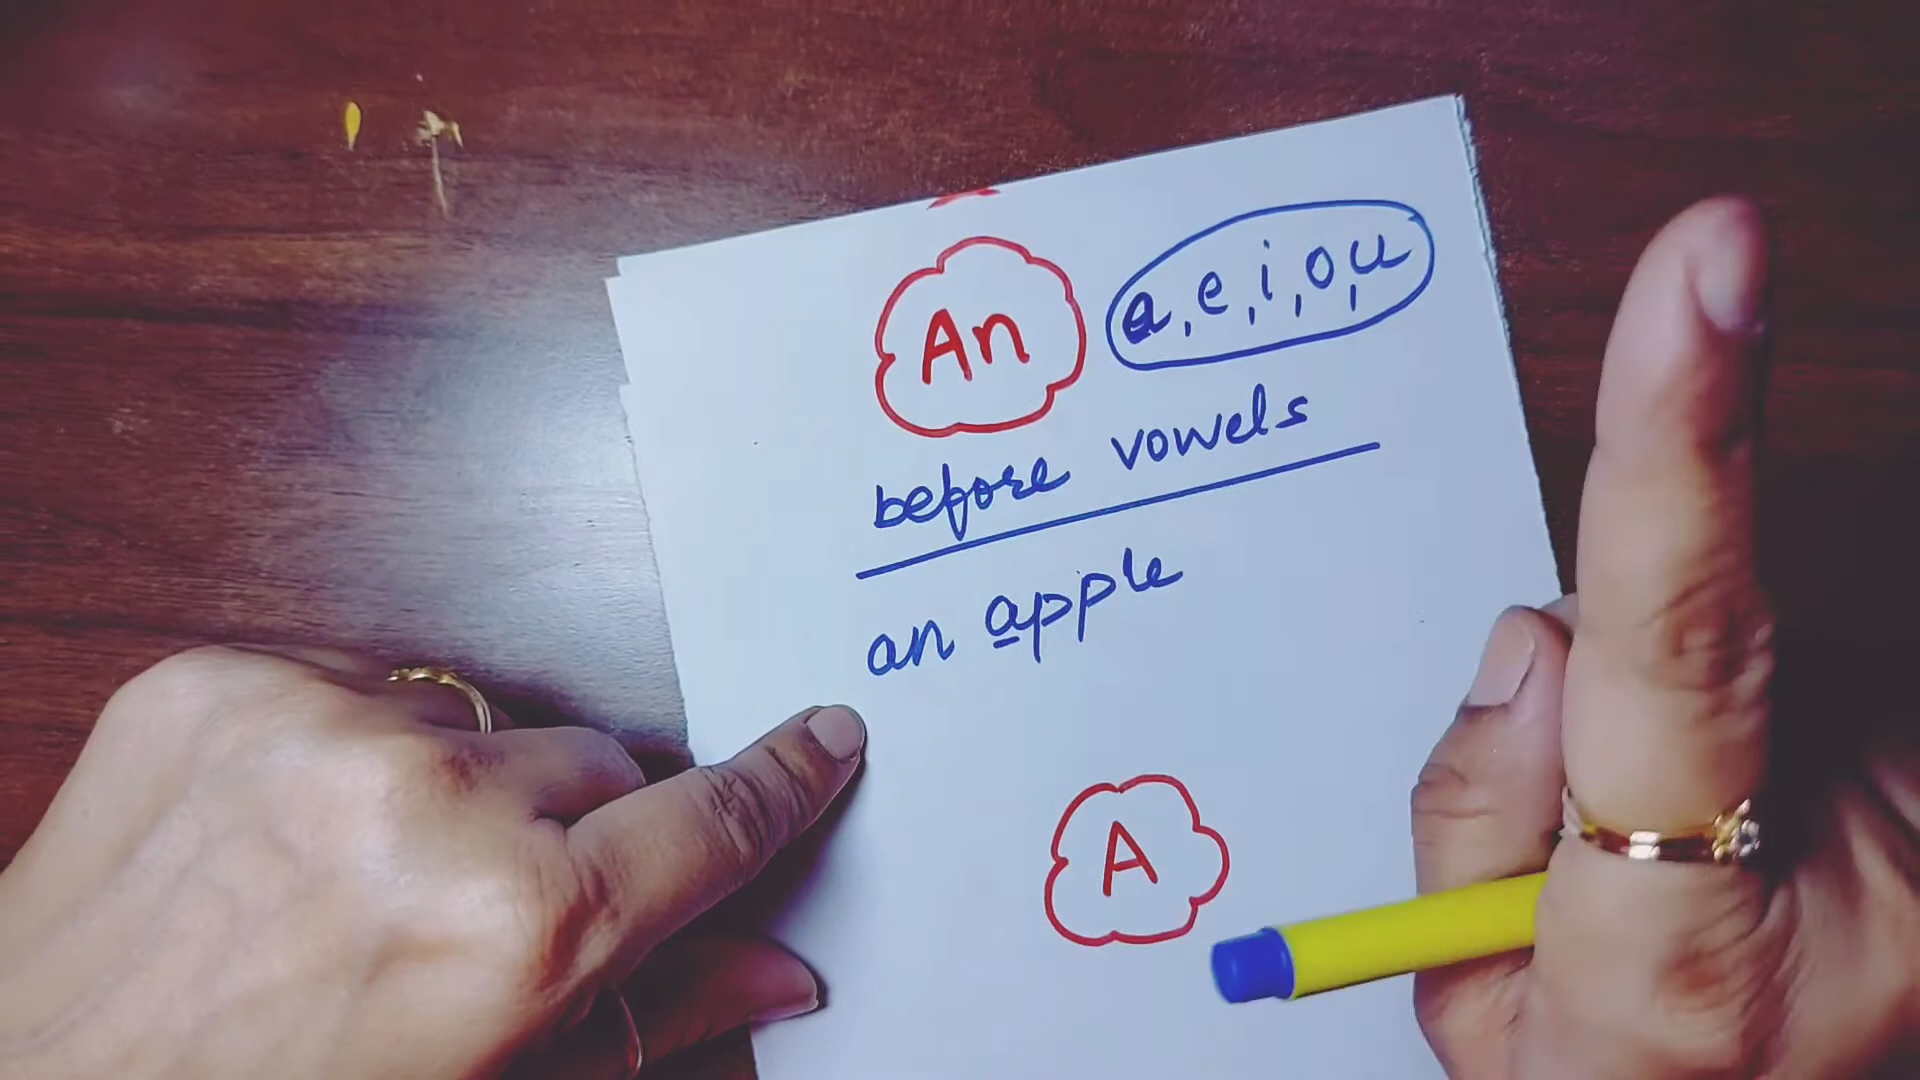 An a, e, i, o, u
before vowels
an apple
A